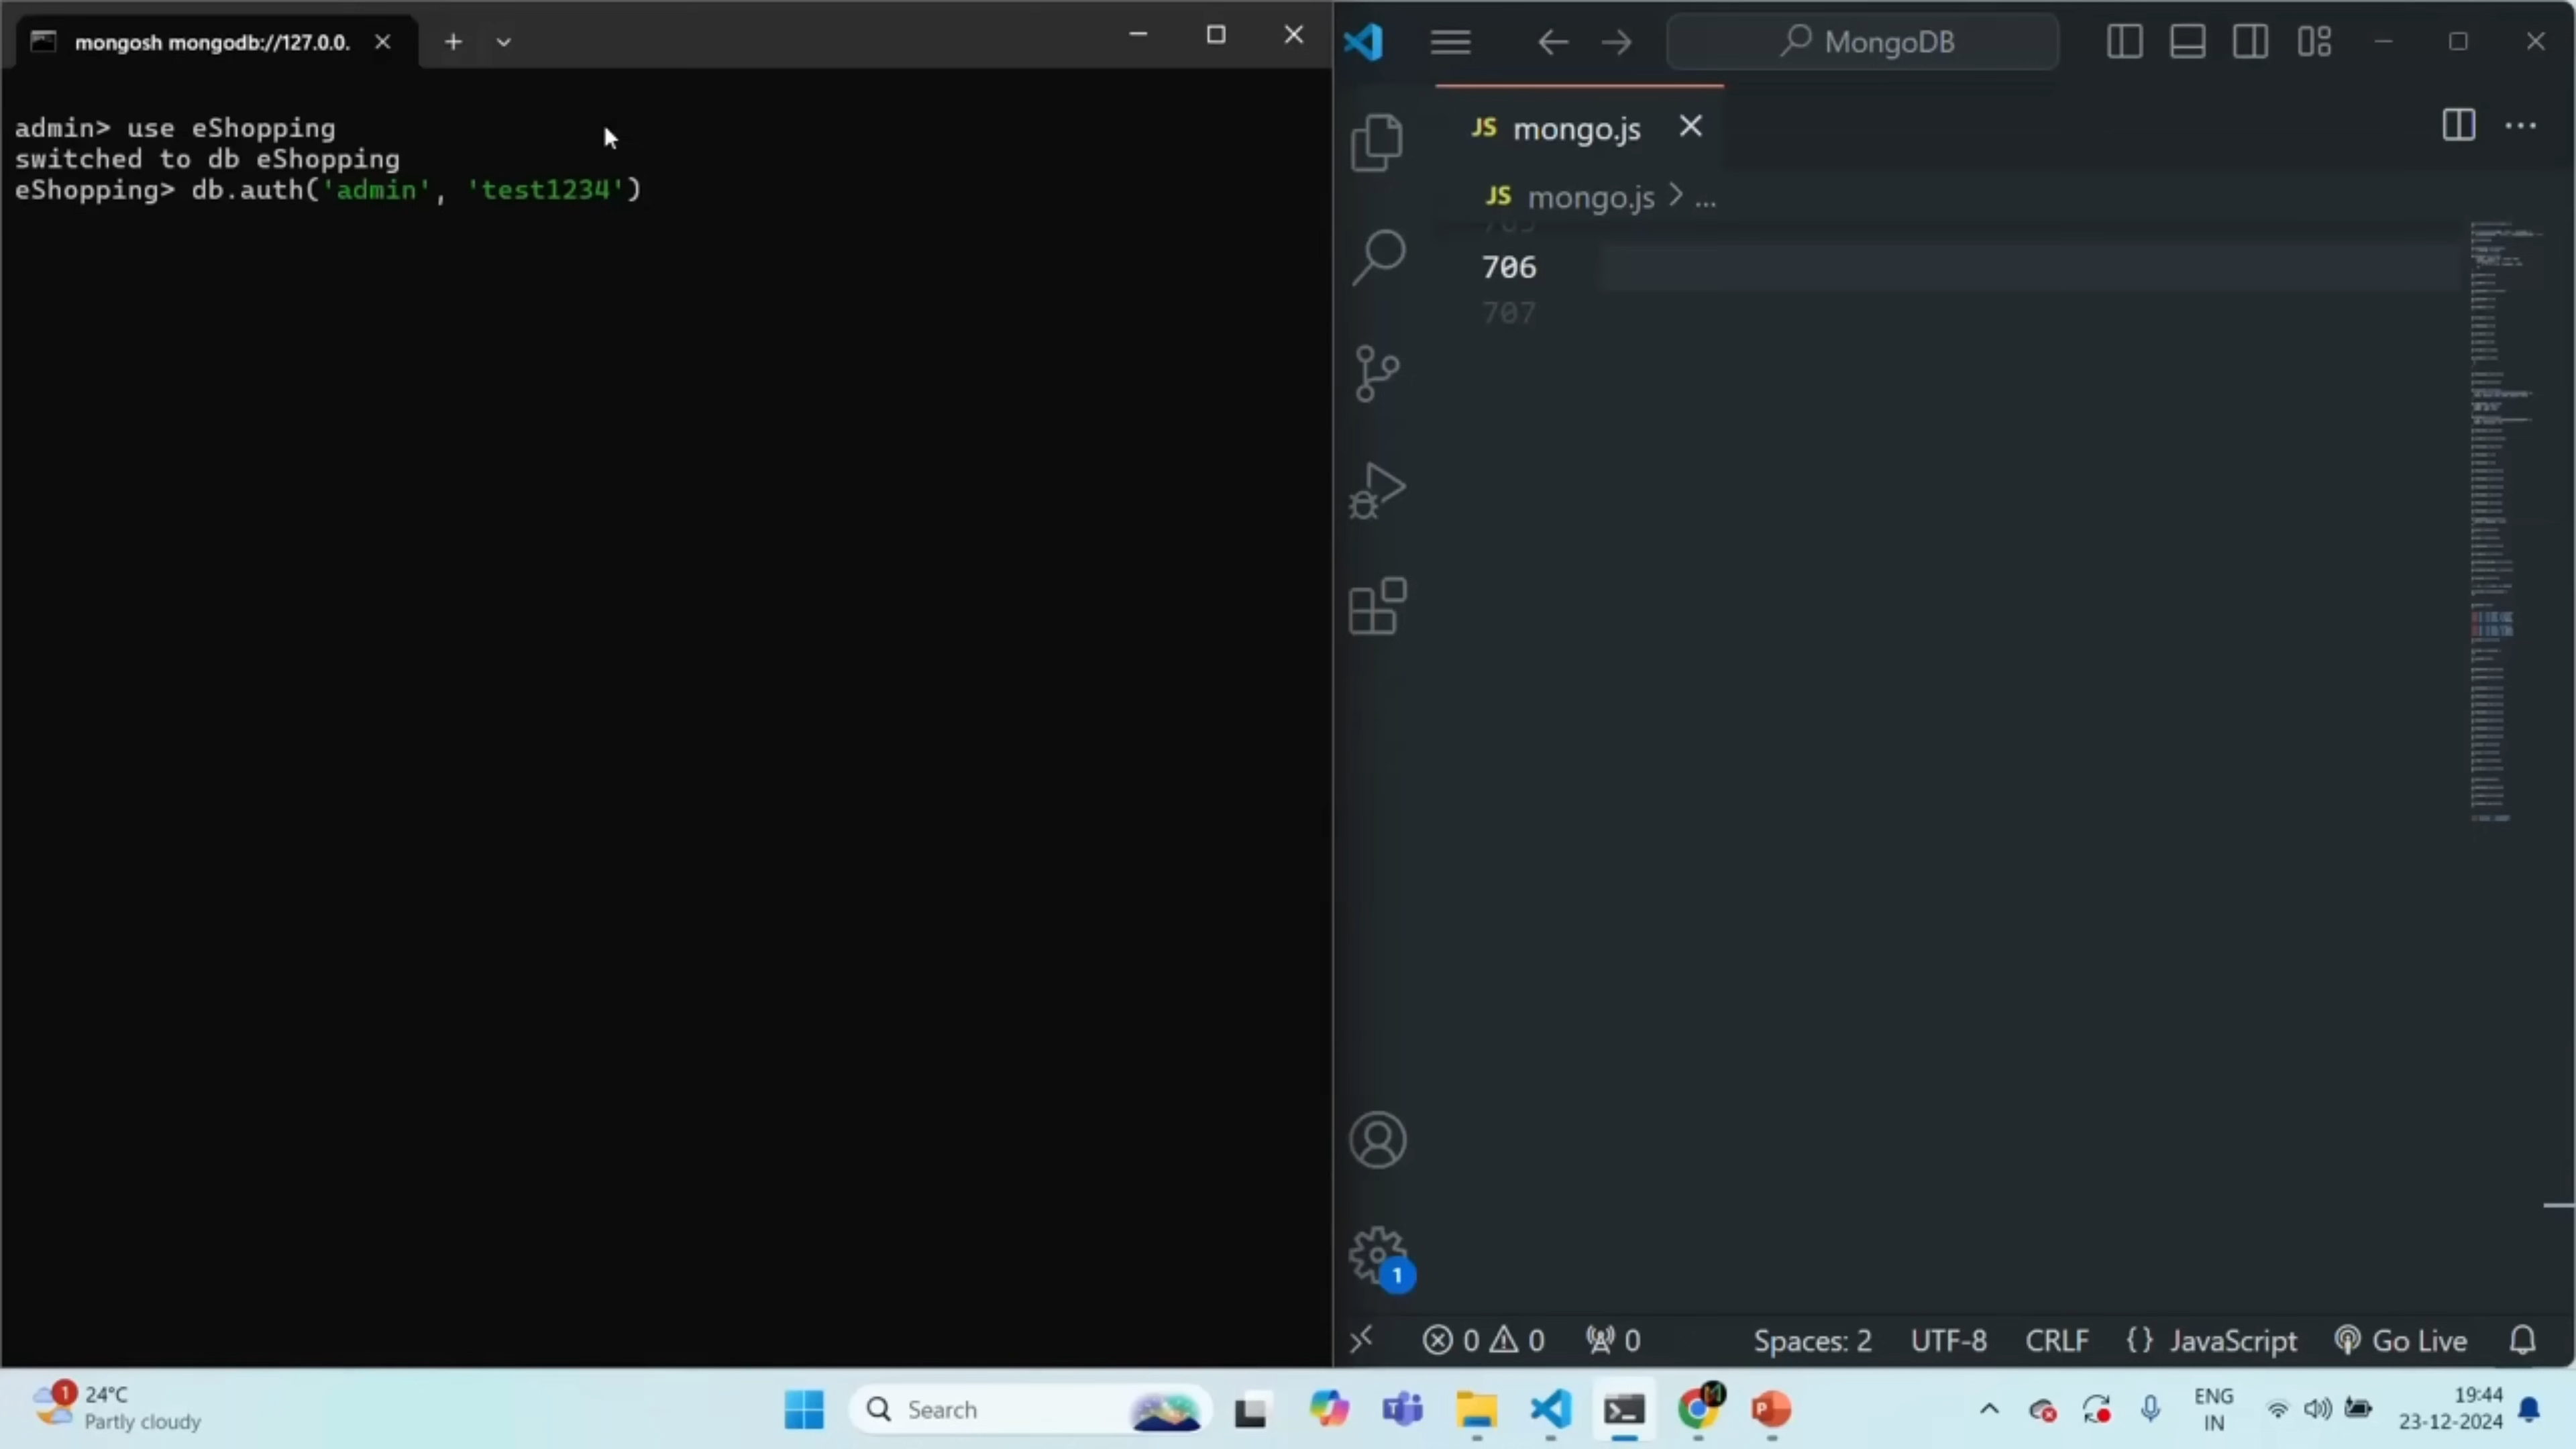 mongosh mongodb://127.0.0.
admin> use eShopping
switched to db eShopping
eShopping> db.auth('admin', 'test1234')
MongoDB
JS mongo.js
JS mongo.js > ...
706
707
1
0 0 0 Spaces: 2 UTF-8 CRLF {} JavaScript Go Live
1
24°C
Partly cloudy
Search
ENG
IN
19:44
23-12-2024